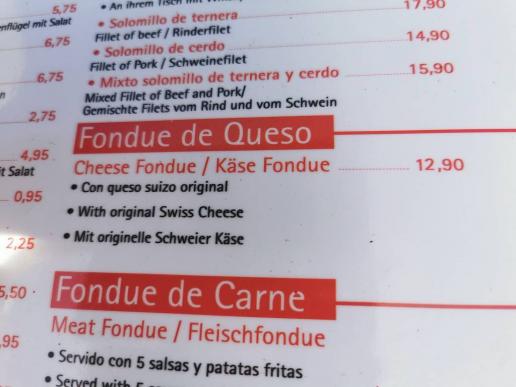 5,75
nflügel mit Salat
6,75
6,75
2,75
4,95
it Salat
0,95
2,25
5,50
,95
• An ihrem Tisch mit
• Solomillo de ternera 17,90
Fillet of beef / Rinderfilet
• Solomillo de cerdo 14,90
Fillet of Pork / Schweinefilet
• Mixto solomillo de ternera y cerdo 15,90
Mixed Fillet of Beef and Pork/
Gemischte Filets vom Rind und vom Schwein
Fondue de Queso
Cheese Fondue / Käse Fondue 12,90
• Con queso suizo original
• With original Swiss Cheese
• Mit originelle Schweier Käse
Fondue de Carne
Meat Fondue / Fleischfondue
• Servido con 5 salsas y patatas fritas
• Served with 5